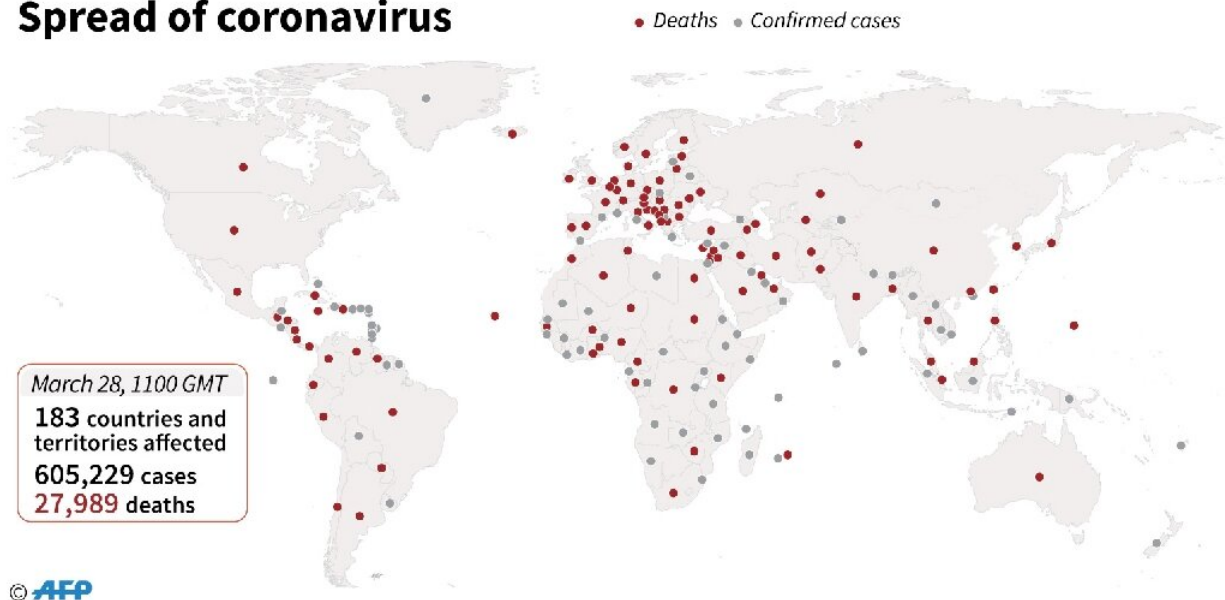 Spread of coronavirus
Deaths Confirmed cases
March 28, 1100 GMT
183 countries and
territories affected
605,229 cases
27,989 deaths
© AFP